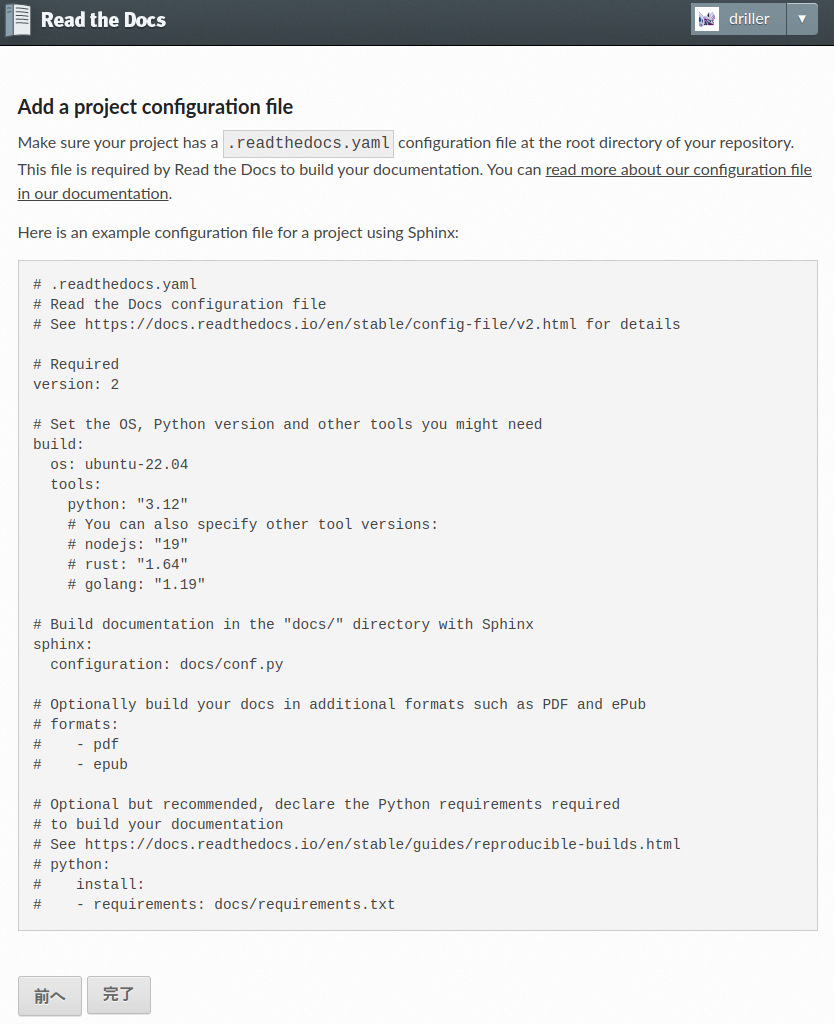 Read the Docs
driller ▼
Add a project configuration file
Make sure your project has a .readthedocs.yaml configuration file at the root directory of your repository.
This file is required by Read the Docs to build your documentation. You can read more about our configuration file
in our documentation.
Here is an example configuration file for a project using Sphinx:
# .readthedocs.yaml
# Read the Docs configuration file
# See https://docs.readthedocs.io/en/stable/config-file/v2.html for details

# Required
version: 2

# Set the OS, Python version and other tools you might need
build:
  os: ubuntu-22.04
  tools:
    python: "3.12"
    # You can also specify other tool versions:
    # nodejs: "19"
    # rust: "1.64"
    # golang: "1.19"

# Build documentation in the "docs/" directory with Sphinx
sphinx:
  configuration: docs/conf.py

# Optionally build your docs in additional formats such as PDF and ePub
# formats:
#    - pdf
#    - epub

# Optional but recommended, declare the Python requirements required
# to build your documentation
# See https://docs.readthedocs.io/en/stable/guides/reproducible-builds.html
# python:
#    install:
#    - requirements: docs/requirements.txt
前へ 完了